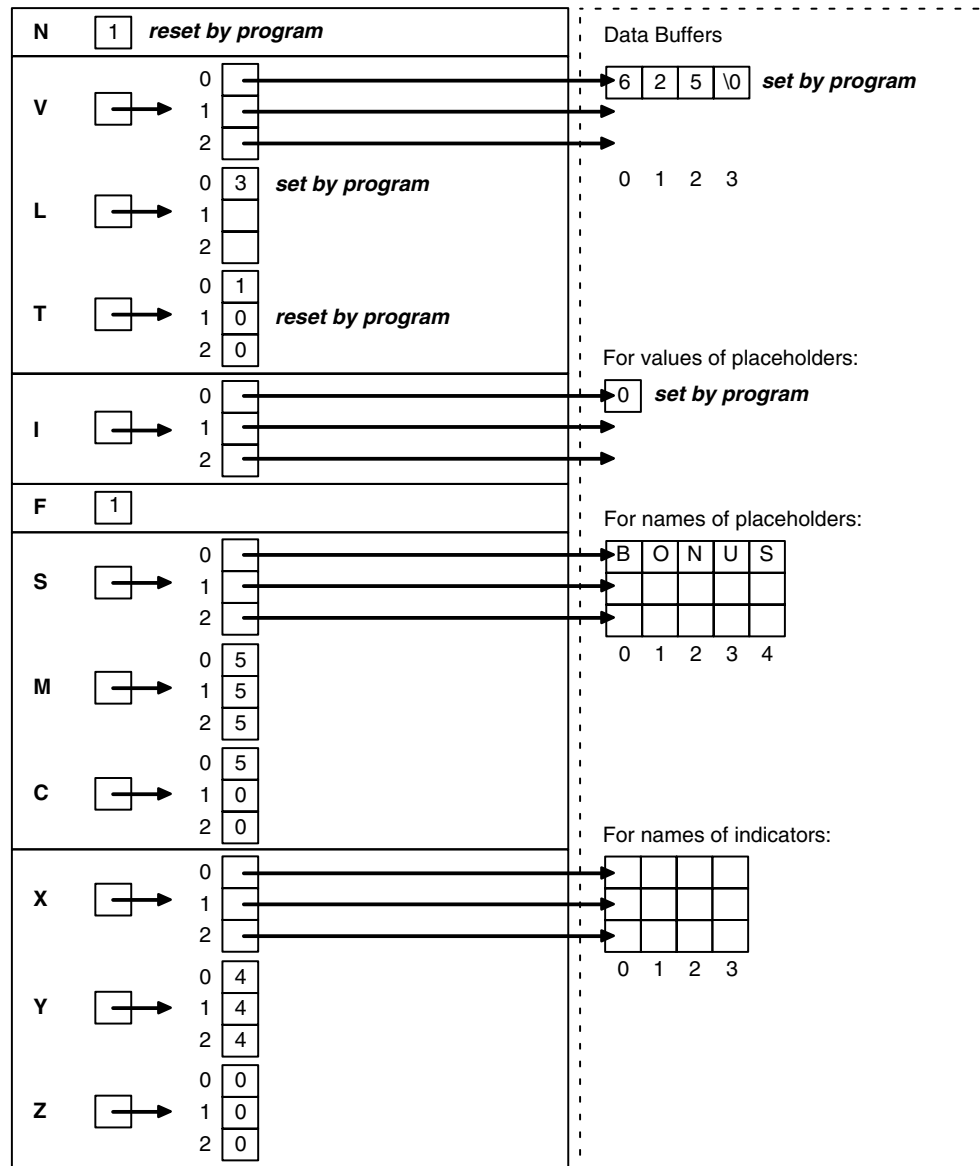 N 1 reset by program
Data Buffers
V
0
1
2
6 2 5 \0 set by program
0 1 2 3
L
0 3 set by program
1
2
T
0 1
1 0 reset by program
2 0
For values of placeholders:
I
0
1
2
0 set by program
F 1
For names of placeholders:
S
0
1
2
B O N U S
0 1 2 3 4
M
0 5
1 5
2 5
C
0 5
1 0
2 0
For names of indicators:
X
0
1
2
0 1 2 3
Y
0 4
1 4
2 4
Z
0 0
1 0
2 0